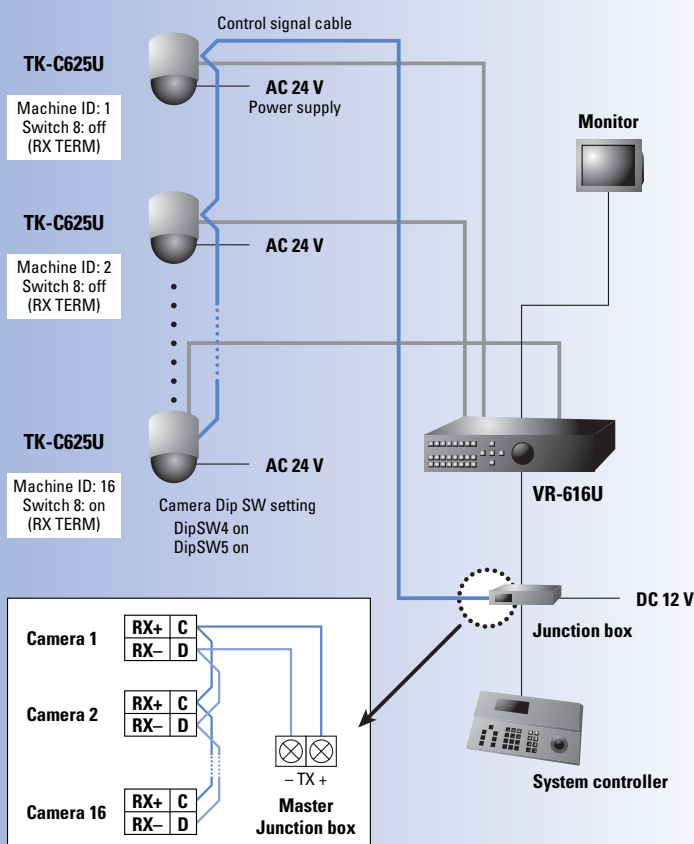 Control signal cable
TK-C625U
Machine ID: 1
Switch 8: off
(RX TERM)
AC 24 V
Power supply
Monitor
TK-C625U
Machine ID: 2
Switch 8: off
(RX TERM)
AC 24 V
TK-C625U
Machine ID: 16
Switch 8: on
(RX TERM)
AC 24 V
Camera Dip SW setting
DipSW4 on
DipSW5 on
VR-616U
DC 12 V
Junction box
System controller
Camera 1
RX+ C
RX– D
Camera 2
RX+ C
RX– D
Camera 16
RX+ C
RX– D
– TX +
Master
Junction box